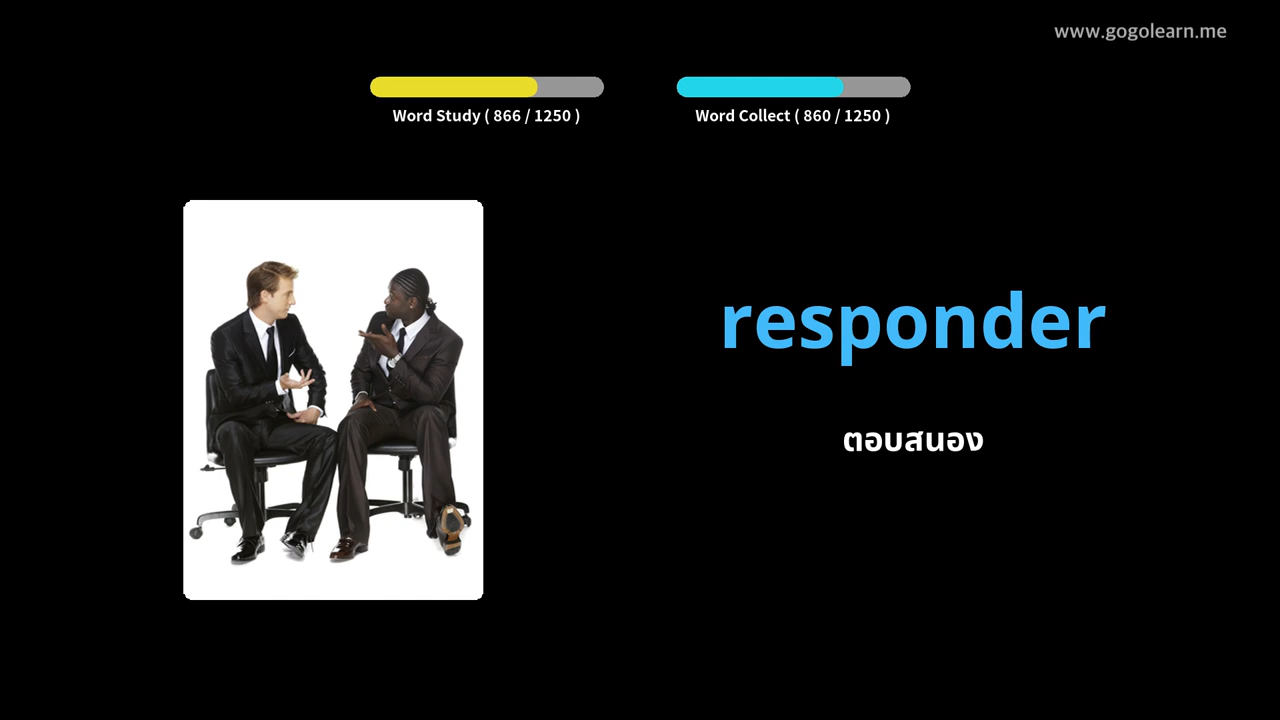 www.gogolearn.me
Word Study ( 866 / 1250 )
Word Collect ( 860 / 1250 )
responder
ตอบสนอง